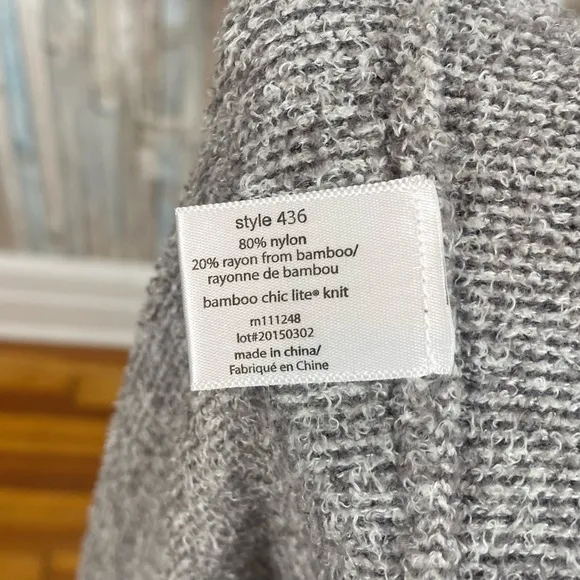 style 436
80% nylon
20% rayon from bamboo/
rayonne de bambou
bamboo chic lite® knit
rn111248
lot#20150302
made in china/
Fabriqué en Chine